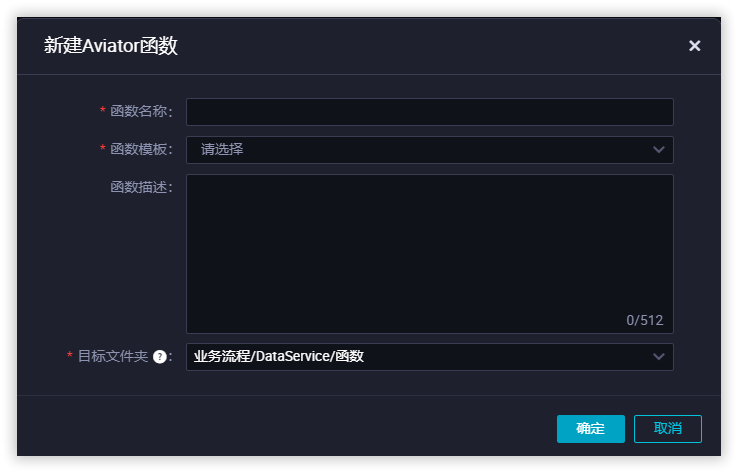 新建Aviator函数
* 函数名称：
* 函数模板： 请选择
函数描述：
0/512
* 目标文件夹 ?： 业务流程/DataService/函数
确定 取消